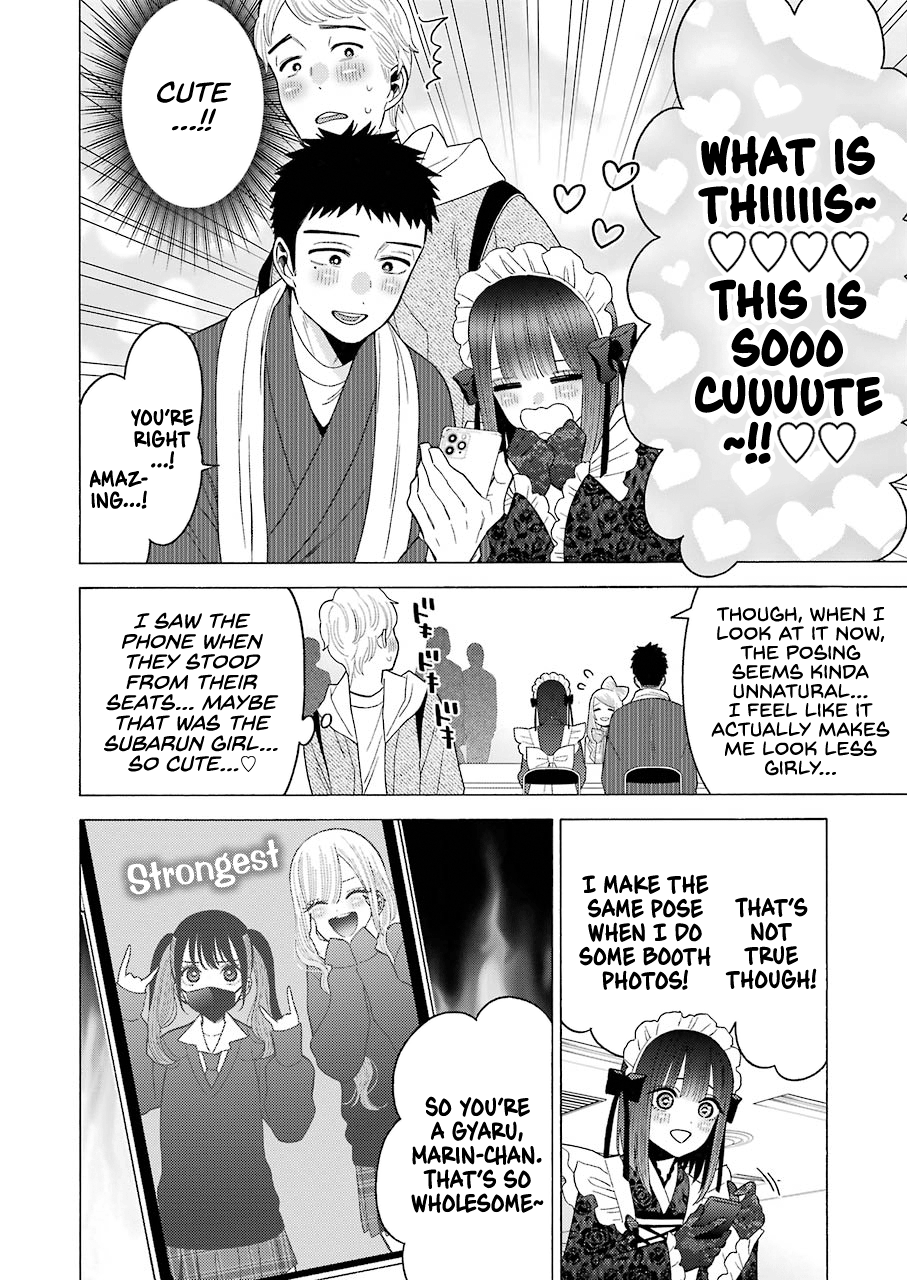 WHAT IS
THIIIIIS~
♡♡♡♡
THIS IS
SOOO
CUUUUTE
~!!♡♡
CUTE
...!!
YOU'RE
RIGHT
...!
AMAZ-
ING...!
THOUGH, WHEN I
LOOK AT IT NOW,
THE POSING
SEEMS KINDA
UNNATURAL...
I FEEL LIKE IT
ACTUALLY MAKES
ME LOOK LESS
GIRLY...
ドキ
ドキ
I SAW THE
PHONE WHEN
THEY STOOD
FROM THEIR
SEATS... MAYBE
THAT WAS THE
SUBARUN GIRL...
SO CUTE...♡
THAT'S
NOT
TRUE
THOUGH!
I MAKE THE
SAME POSE
WHEN I DO
SOME BOOTH
PHOTOS!
Strongest
SO YOU'RE
A GYARU,
MARIN-CHAN.
THAT'S SO
WHOLESOME~